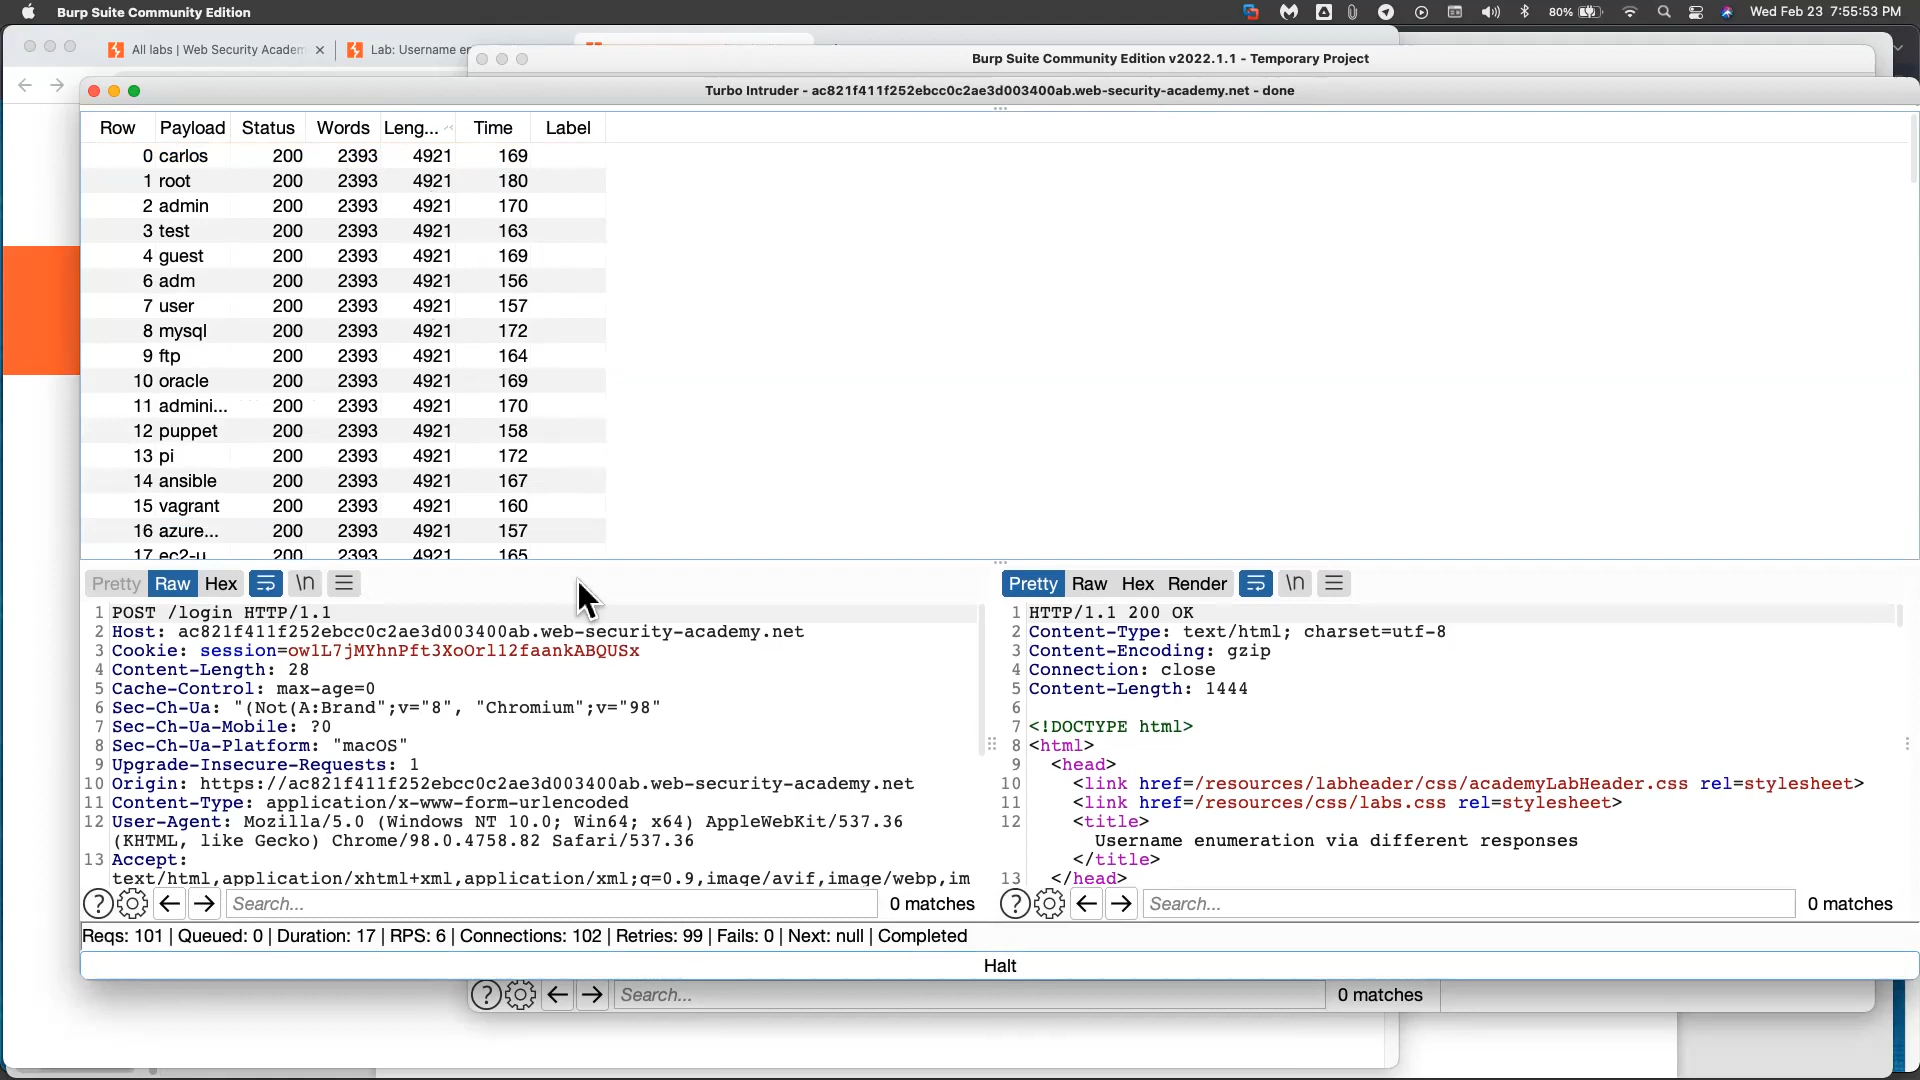 Burp Suite Community Edition
80%
Wed Feb 23 7:55:53 PM
All labs | Web Security Academ
Lab: Username er
Burp Suite Community Edition v2022.1.1 - Temporary Project
Turbo Intruder - ac821f411f252ebcc0c2ae3d003400ab.web-security-academy.net - done
Row Payload Status Words Leng... Time Label
0 carlos 200 2393 4921 169
1 root 200 2393 4921 180
2 admin 200 2393 4921 170
3 test 200 2393 4921 163
4 guest 200 2393 4921 169
6 adm 200 2393 4921 156
7 user 200 2393 4921 157
8 mysql 200 2393 4921 172
9 ftp 200 2393 4921 164
10 oracle 200 2393 4921 169
11 admini... 200 2393 4921 170
12 puppet 200 2393 4921 158
13 pi 200 2393 4921 172
14 ansible 200 2393 4921 167
15 vagrant 200 2393 4921 160
16 azure... 200 2393 4921 157
17 ec2-u 200 2393 4921 165
Pretty Raw Hex \n
1 POST /login HTTP/1.1
2 Host: ac821f411f252ebcc0c2ae3d003400ab.web-security-academy.net
3 Cookie: session=ow1L7jMYhnPft3XoOrl12faankABQUSx
4 Content-Length: 28
5 Cache-Control: max-age=0
6 Sec-Ch-Ua: "(Not(A:Brand";v="8", "Chromium";v="98"
7 Sec-Ch-Ua-Mobile: ?0
8 Sec-Ch-Ua-Platform: "macOS"
9 Upgrade-Insecure-Requests: 1
10 Origin: https://ac821f411f252ebcc0c2ae3d003400ab.web-security-academy.net
11 Content-Type: application/x-www-form-urlencoded
12 User-Agent: Mozilla/5.0 (Windows NT 10.0; Win64; x64) AppleWebKit/537.36
(KHTML, like Gecko) Chrome/98.0.4758.82 Safari/537.36
13 Accept:
text/html,application/xhtml+xml,application/xml;q=0.9,image/avif,image/webp,im
? Search... 0 matches
Pretty Raw Hex Render \n
1 HTTP/1.1 200 OK
2 Content-Type: text/html; charset=utf-8
3 Content-Encoding: gzip
4 Connection: close
5 Content-Length: 1444
6
7 <!DOCTYPE html>
8 <html>
9 <head>
10 <link href=/resources/labheader/css/academyLabHeader.css rel=stylesheet>
11 <link href=/resources/css/labs.css rel=stylesheet>
12 <title>
Username enumeration via different responses
</title>
13 </head>
? Search... 0 matches
Reqs: 101 | Queued: 0 | Duration: 17 | RPS: 6 | Connections: 102 | Retries: 99 | Fails: 0 | Next: null | Completed
Halt
? Search... 0 matches